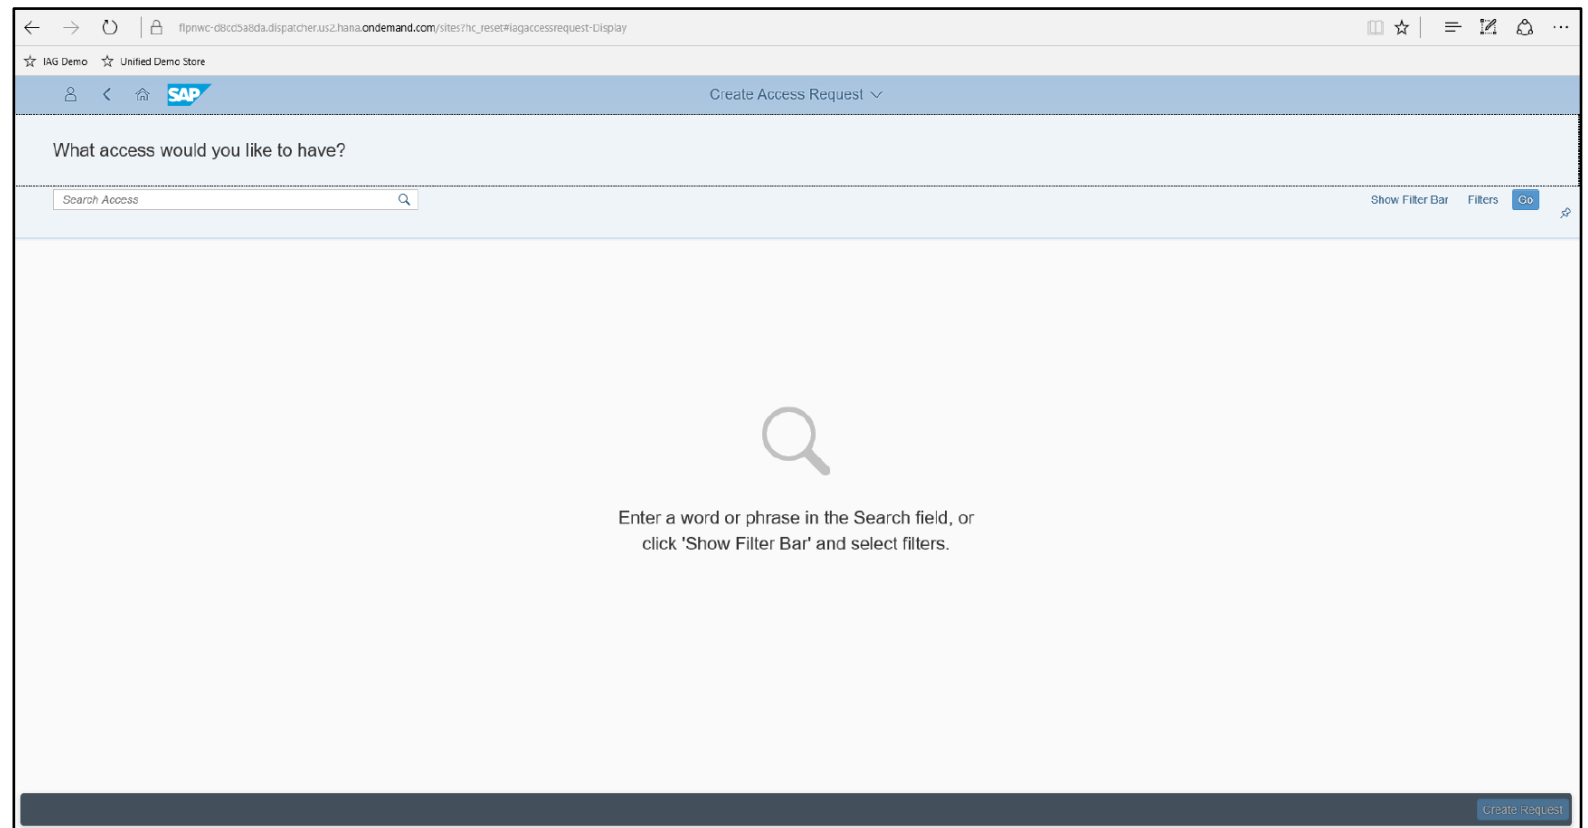 flpnwc-d8cd5a8da.dispatcher.us2.hana.ondemand.com/sites?hc_reset#iagaccessrequest-Display
IAG Demo Unified Demo Store
SAP Create Access Request
What access would you like to have?
Search Access Show Filter Bar Filters Go
Enter a word or phrase in the Search field, or
click 'Show Filter Bar' and select filters.
Create Request